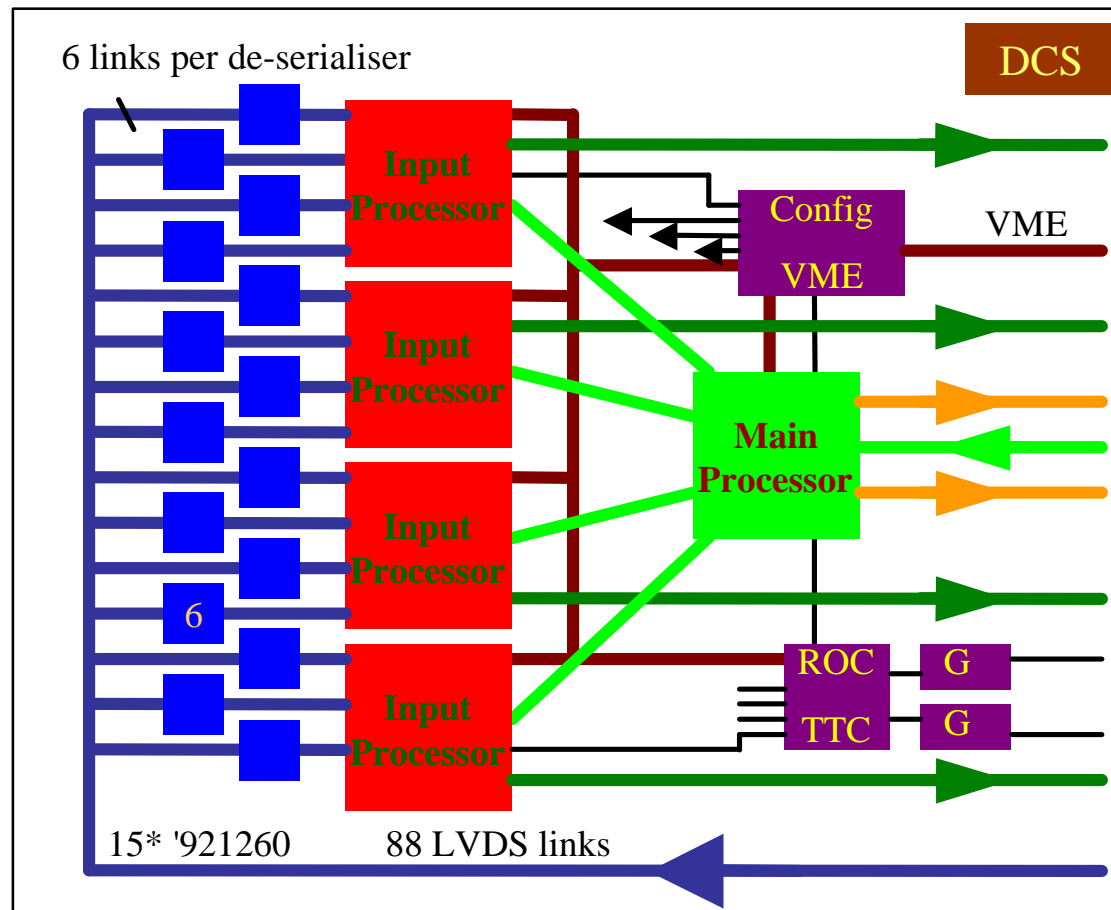 6 links per de-serialiser
DCS
Input
Processor
Config
VME
VME
Input
Processor
Main
Processor
Input
Processor
6
ROC
G
Input
Processor
TTC
G
15* '921260
88 LVDS links